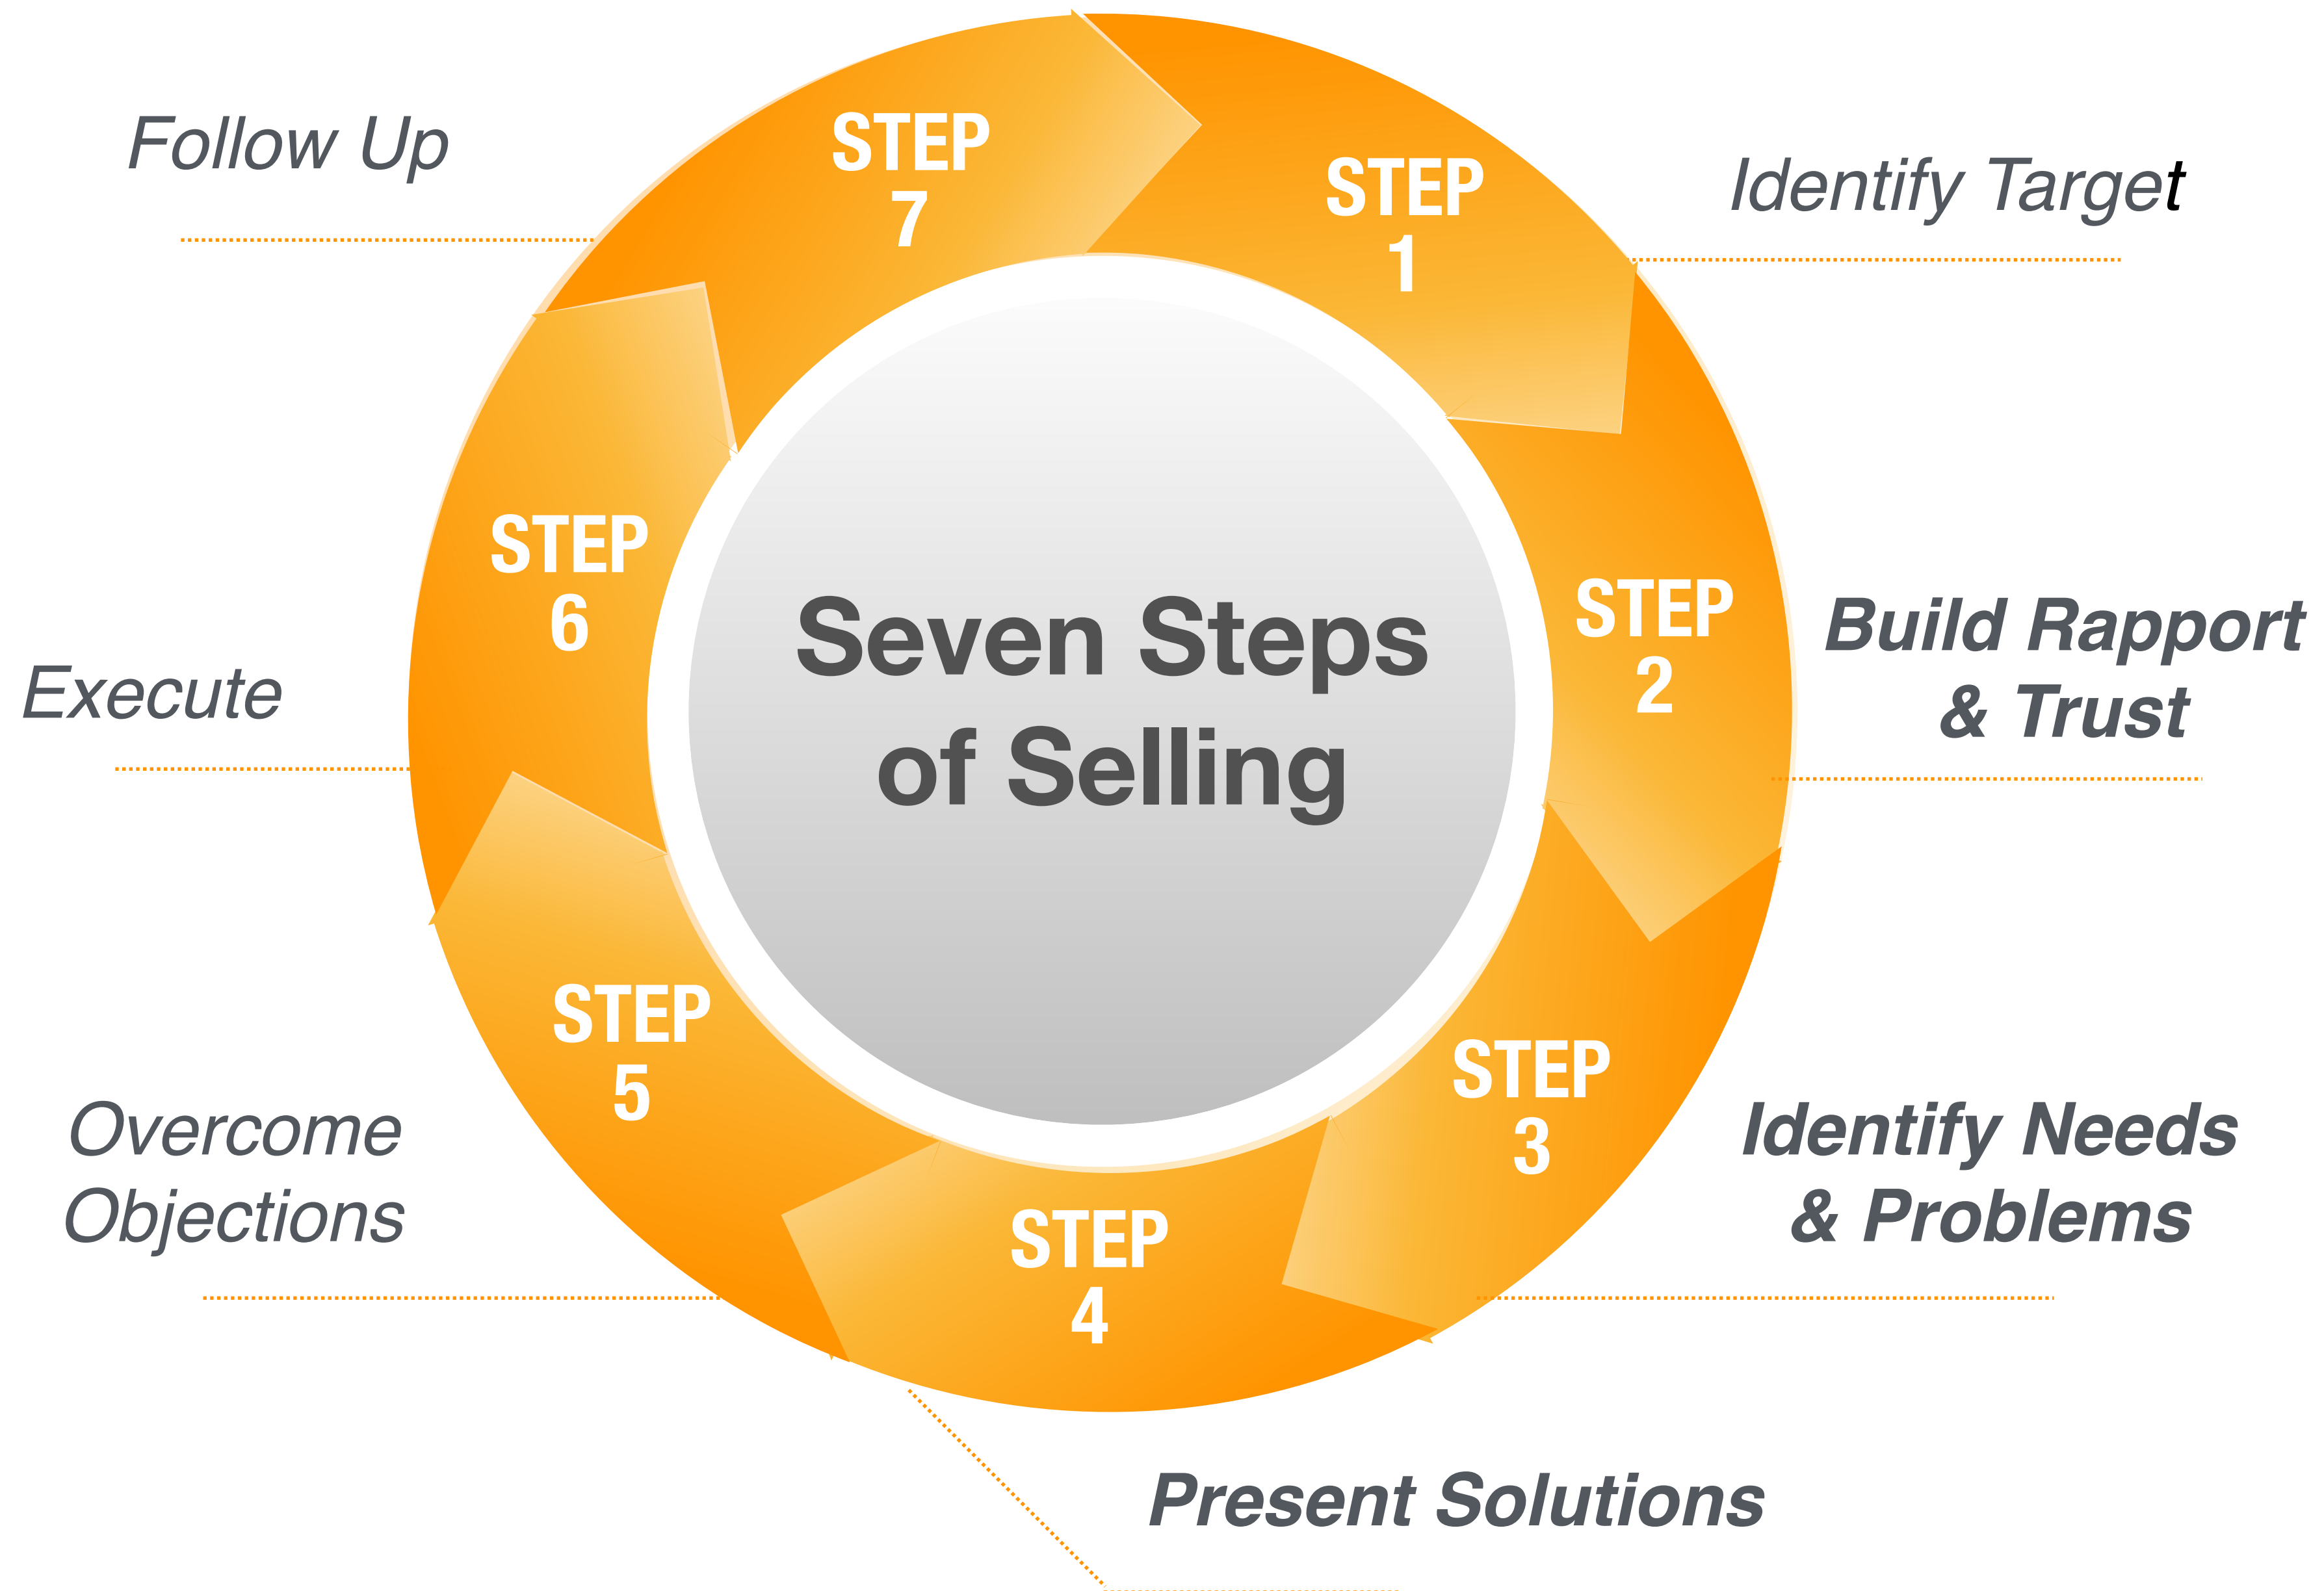 Seven Steps
of Selling
STEP
1
Identify Target
STEP
2
Build Rapport
& Trust
STEP
3
Identify Needs
& Problems
STEP
4
Present Solutions
STEP
5
Overcome
Objections
STEP
6
Execute
STEP
7
Follow Up